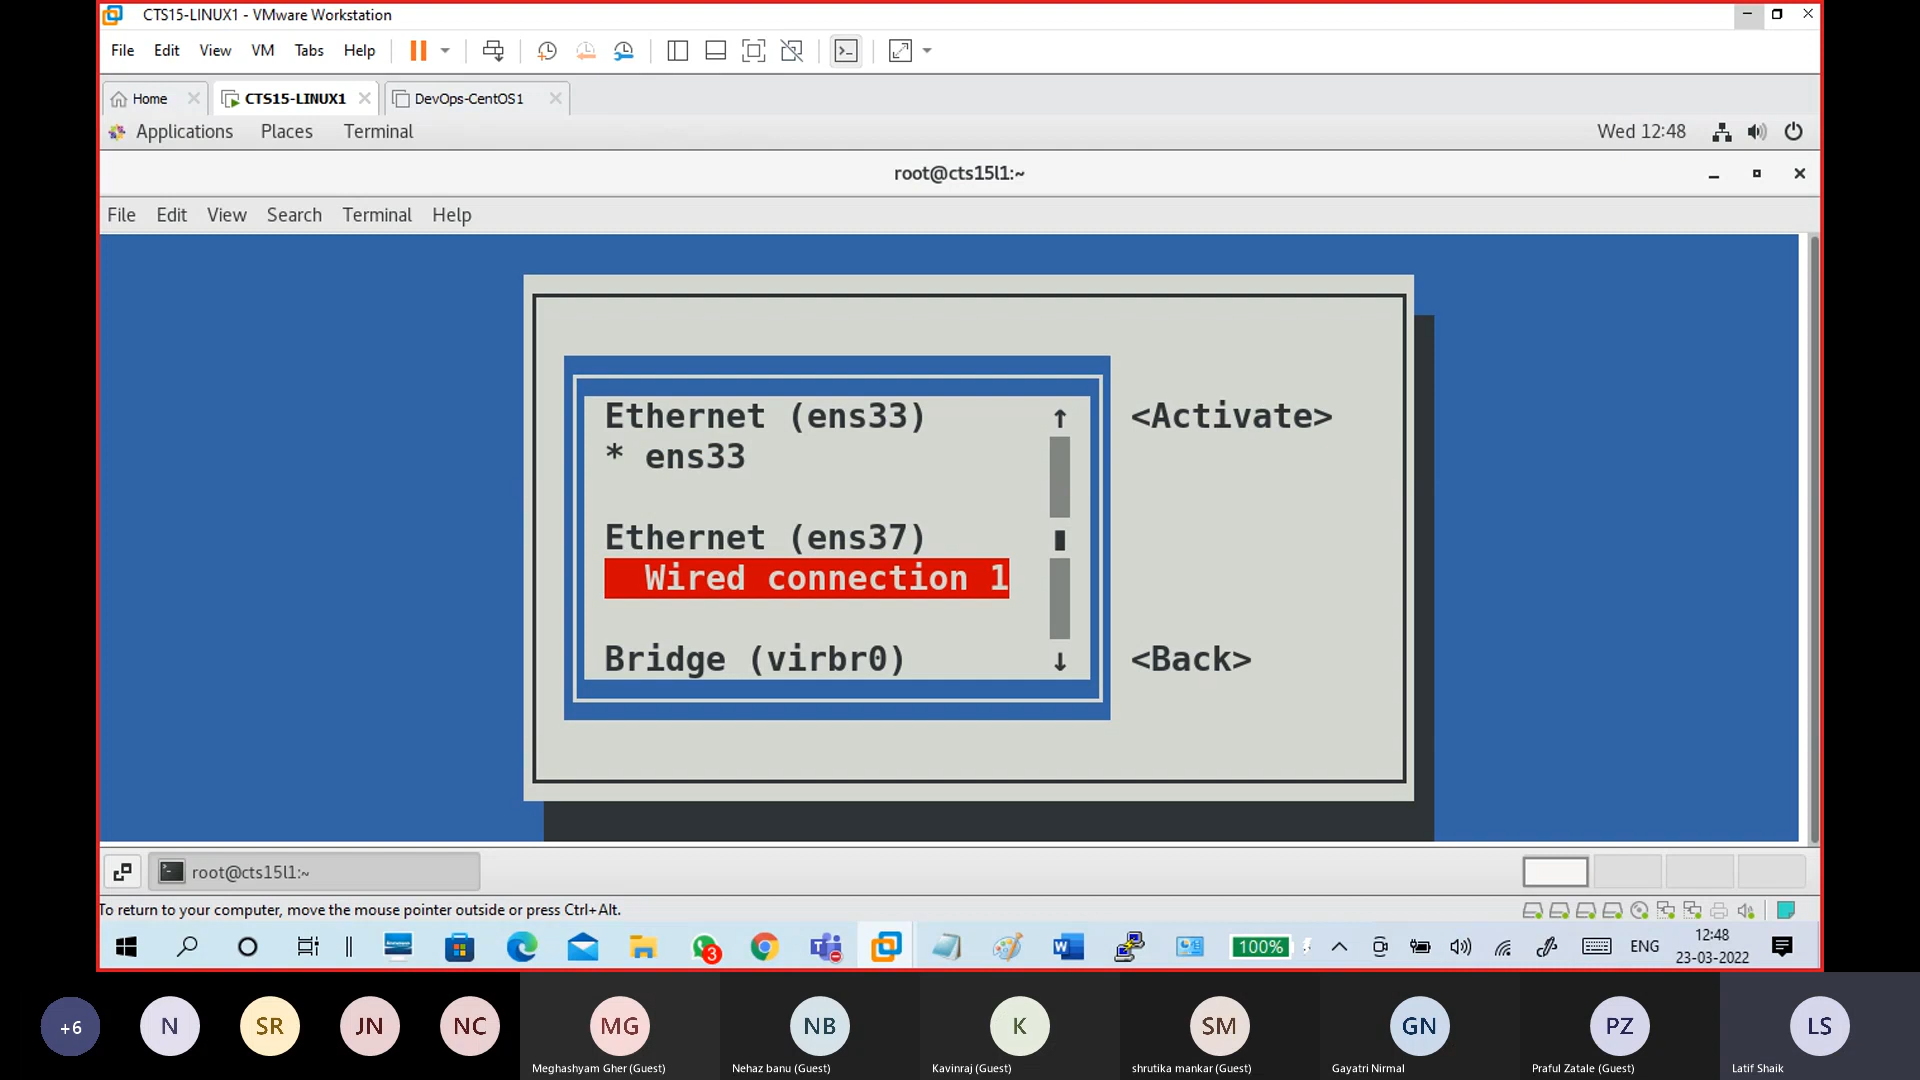 CTS15-LINUX1 - VMware Workstation
File Edit View VM Tabs Help
Home CTS15-LINUX1 DevOps-CentOS1
Applications Places Terminal Wed 12:48
root@cts15l1:~
File Edit View Search Terminal Help
Ethernet (ens33) ↑ <Activate>
* ens33
Ethernet (ens37)
Wired connection 1
Bridge (virbr0) ↓ <Back>
root@cts15l1:~
To return to your computer, move the mouse pointer outside or press Ctrl+Alt.
3 100% ENG 12:48
23-03-2022
+6 N SR JN NC MG NB K SM GN PZ LS
Meghashyam Gher (Guest) Nehaz banu (Guest) Kavinraj (Guest) shrutika mankar (Guest) Gayatri Nirmal Praful Zatale (Guest) Latif Shaik